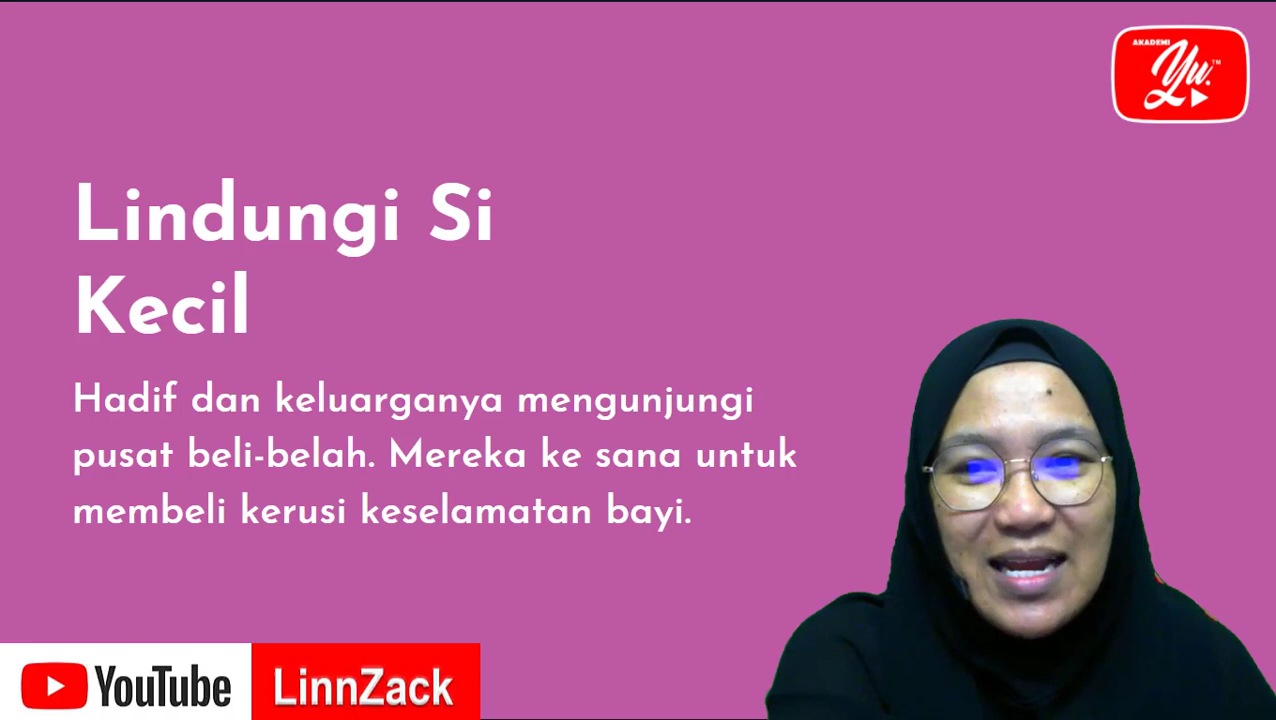 AKADEMI
Yu.™
Lindungi Si
Kecil
Hadif dan keluarganya mengunjungi
pusat beli-belah. Mereka ke sana untuk
membeli kerusi keselamatan bayi.
YouTube LinnZack